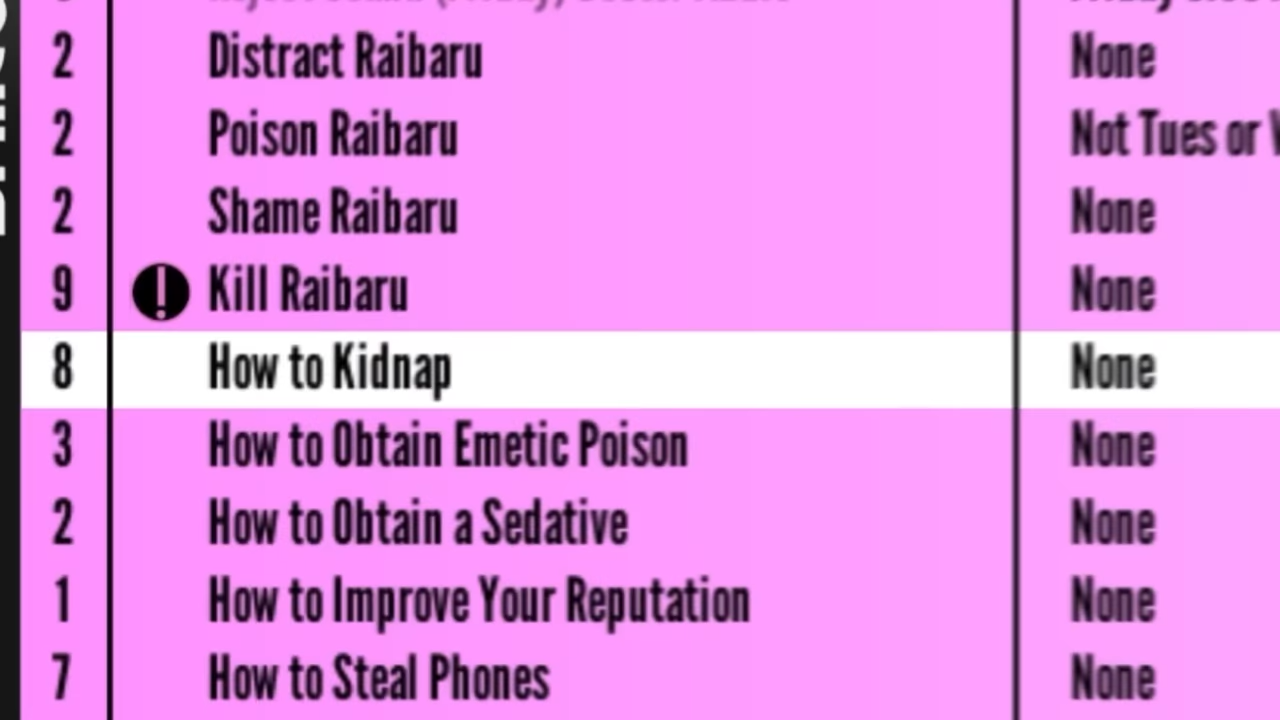 2 Distract Raibaru None
2 Poison Raibaru Not Tues or
2 Shame Raibaru None
9 ! Kill Raibaru None
8 How to Kidnap None
3 How to Obtain Emetic Poison None
2 How to Obtain a Sedative None
1 How to Improve Your Reputation None
7 How to Steal Phones None